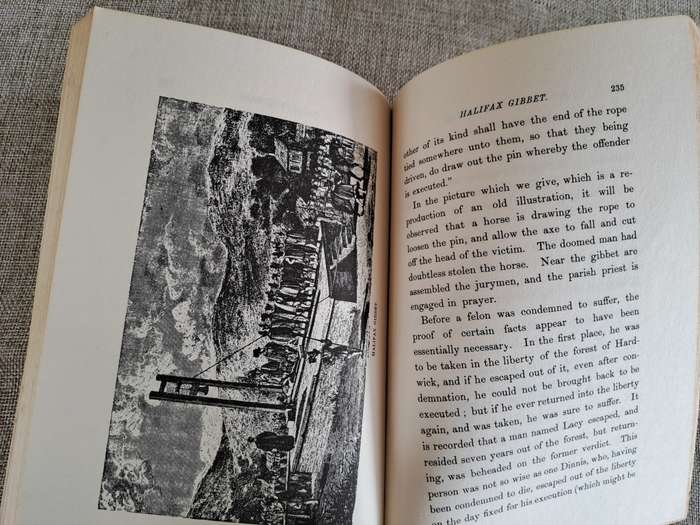 HALIFAX GIBBET
HALIFAX GIBBET. 235
other of its kind shall have the end of the rope
tied somewhere unto them, so that they being
driven, do draw out the pin whereby the offender
is executed."
In the picture which we give, which is a re-
production of an old illustration, it will be
observed that a horse is drawing the rope to
loosen the pin, and allow the axe to fall and cut
off the head of the victim. The doomed man had
doubtless stolen the horse. Near the gibbet are
assembled the jurymen, and the parish priest is
engaged in prayer.
Before a felon was condemned to suffer, the
proof of certain facts appear to have been
essentially necessary. In the first place, he was
to be taken in the liberty of the forest of Hard-
wick, and if he escaped out of it, even after con-
demnation, he could not be brought back to be
executed; but if he ever returned into the liberty
again, and was taken, he was sure to suffer. It
is recorded that a man named Lacy escaped, and
resided seven years out of the forest, but return-
ing, was beheaded on the former verdict. This
person was not so wise as one Dinnis, who, having
been condemned to die, escaped out of the liberty
on the day fixed for his execution (which might be